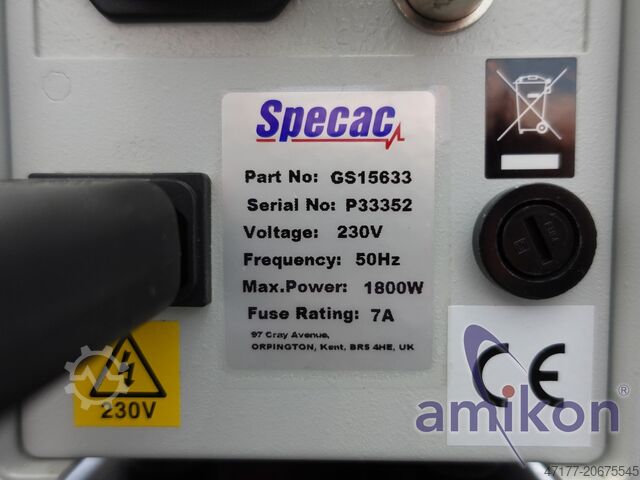 Specac
Part No: GS15633
Serial No: P33352
Voltage: 230V
Frequency: 50Hz
Max.Power: 1800W
Fuse Rating: 7A
97 Cray Avenue,
ORPINGTON, Kent, BR5 4HE, UK
FUSE
230V
CE
amikon
47177-20675545